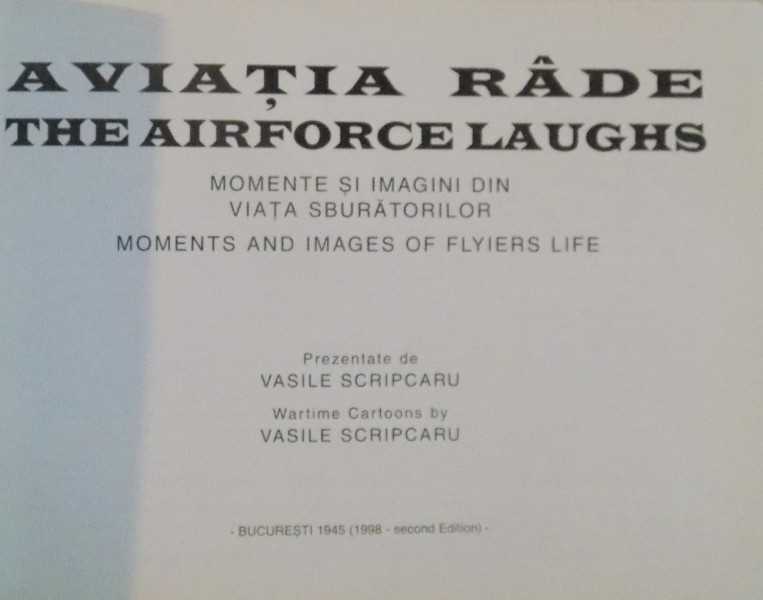 AVIAȚIA RÂDE
THE AIRFORCE LAUGHS
MOMENTE ȘI IMAGINI DIN
VIAȚA SBURĂTORILOR
MOMENTS AND IMAGES OF FLYIERS LIFE
Prezentate de
VASILE SCRIPCARU
Wartime Cartoons by
VASILE SCRIPCARU
- BUCUREȘTI 1945 (1998 - second Edition) -